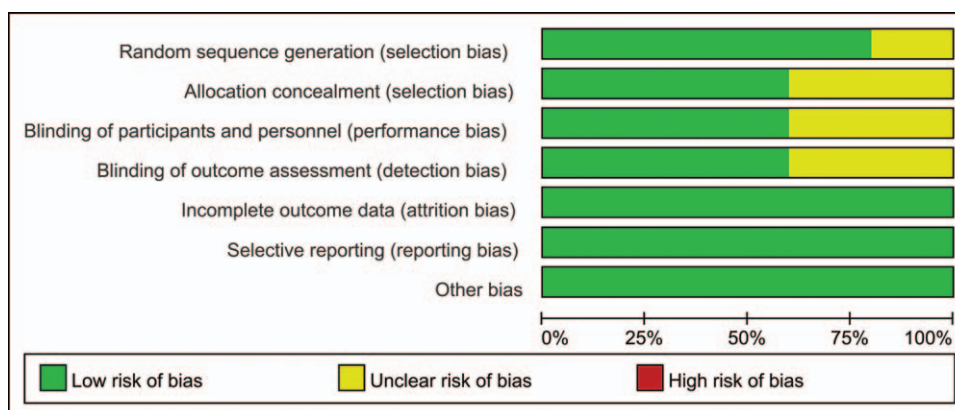 Random sequence generation (selection bias)
Allocation concealment (selection bias)
Blinding of participants and personnel (performance bias)
Blinding of outcome assessment (detection bias)
Incomplete outcome data (attrition bias)
Selective reporting (reporting bias)
Other bias
0% 25% 50% 75% 100%
Low risk of bias Unclear risk of bias High risk of bias